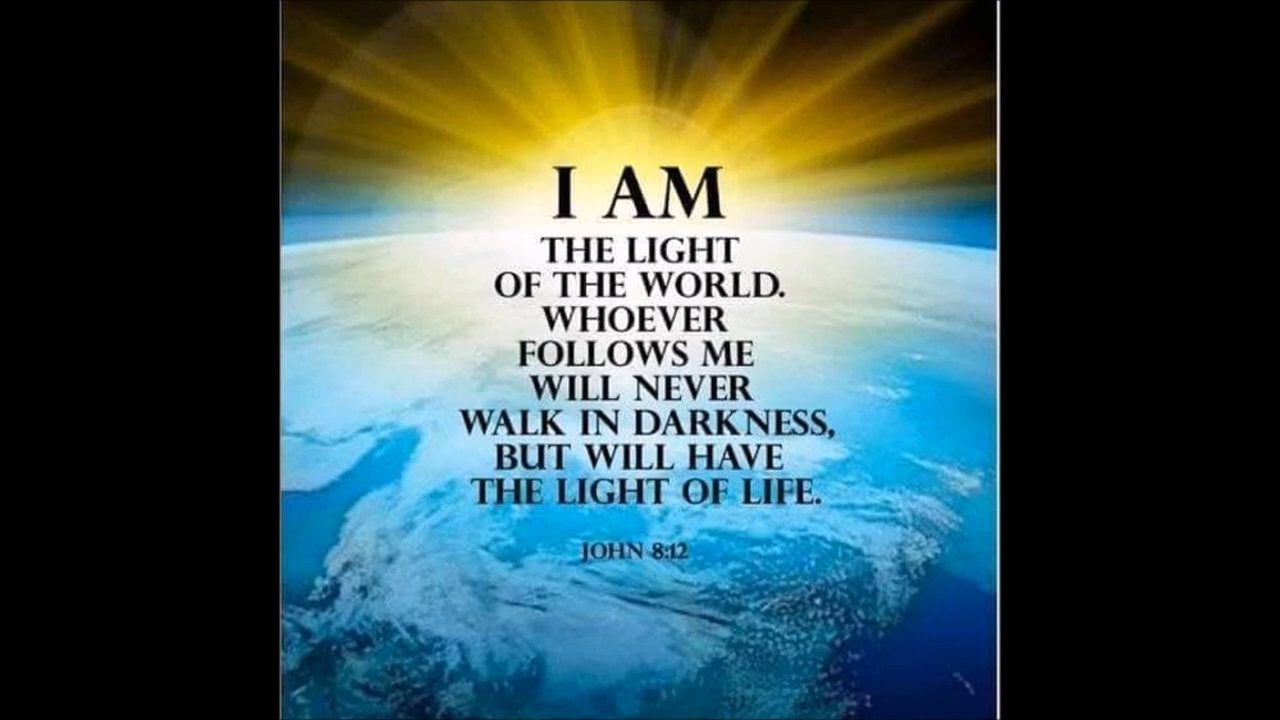 I AM
THE LIGHT
OF THE WORLD.
WHOEVER
FOLLOWS ME
WILL NEVER
WALK IN DARKNESS,
BUT WILL HAVE
THE LIGHT OF LIFE.
JOHN 8:12